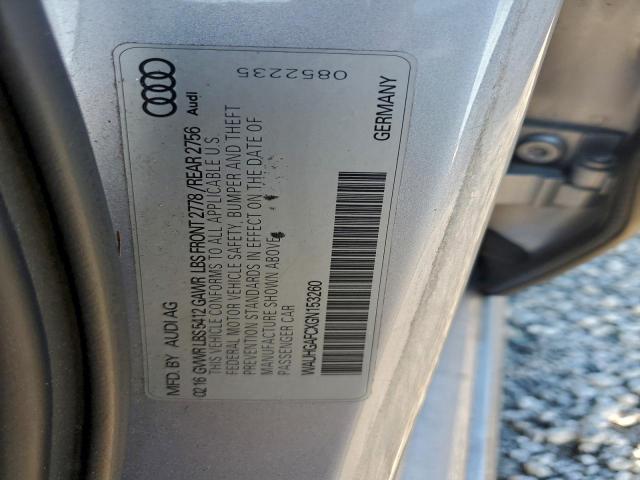 MFD. BY AUDI AG
02 16 GVWR LBS 5412 GAWR LBS FRONT 2778 / REAR 2756
THIS VEHICLE CONFORMS TO ALL APPLICABLE U.S.
FEDERAL MOTOR VEHICLE SAFETY, BUMPER AND THEFT
PREVENTION STANDARDS IN EFFECT ON THE DATE OF
MANUFACTURE SHOWN ABOVE
PASSENGER CAR
WAUHGAFCXGN153280
GERMANY
Audi
0852235